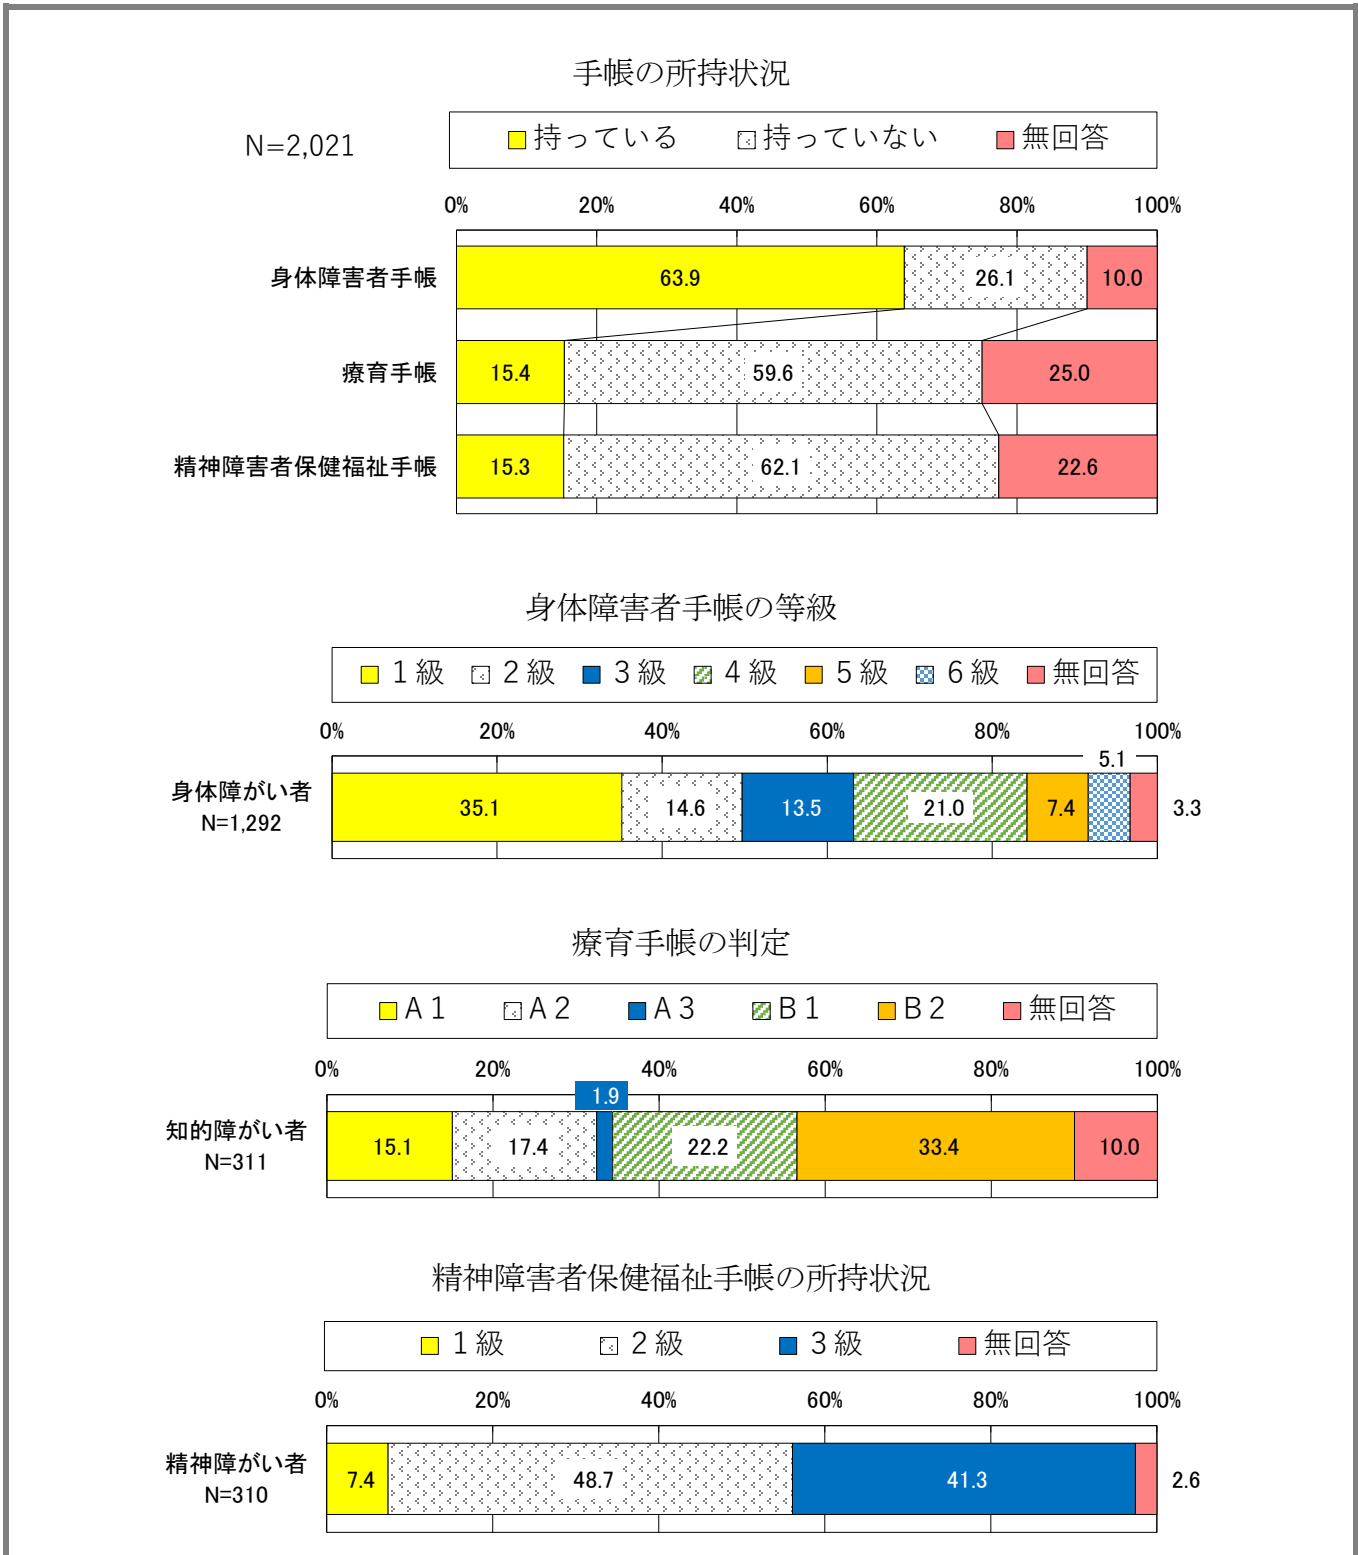 手帳の所持状況
N=2,021
持っている 持っていない 無回答
0% 20% 40% 60% 80% 100%
身体障害者手帳 63.9 26.1 10.0
療育手帳 15.4 59.6 25.0
精神障害者保健福祉手帳 15.3 62.1 22.6
身体障害者手帳の等級
1級 2級 3級 4級 5級 6級 無回答
0% 20% 40% 60% 80% 100%
5.1
身体障がい者 35.1 14.6 13.5 21.0 7.4 3.3
N=1,292
療育手帳の判定
A1 A2 A3 B1 B2 無回答
0% 20% 40% 60% 80% 100%
1.9
知的障がい者 15.1 17.4 22.2 33.4 10.0
N=311
精神障害者保健福祉手帳の所持状況
1級 2級 3級 無回答
0% 20% 40% 60% 80% 100%
精神障がい者 7.4 48.7 41.3 2.6
N=310